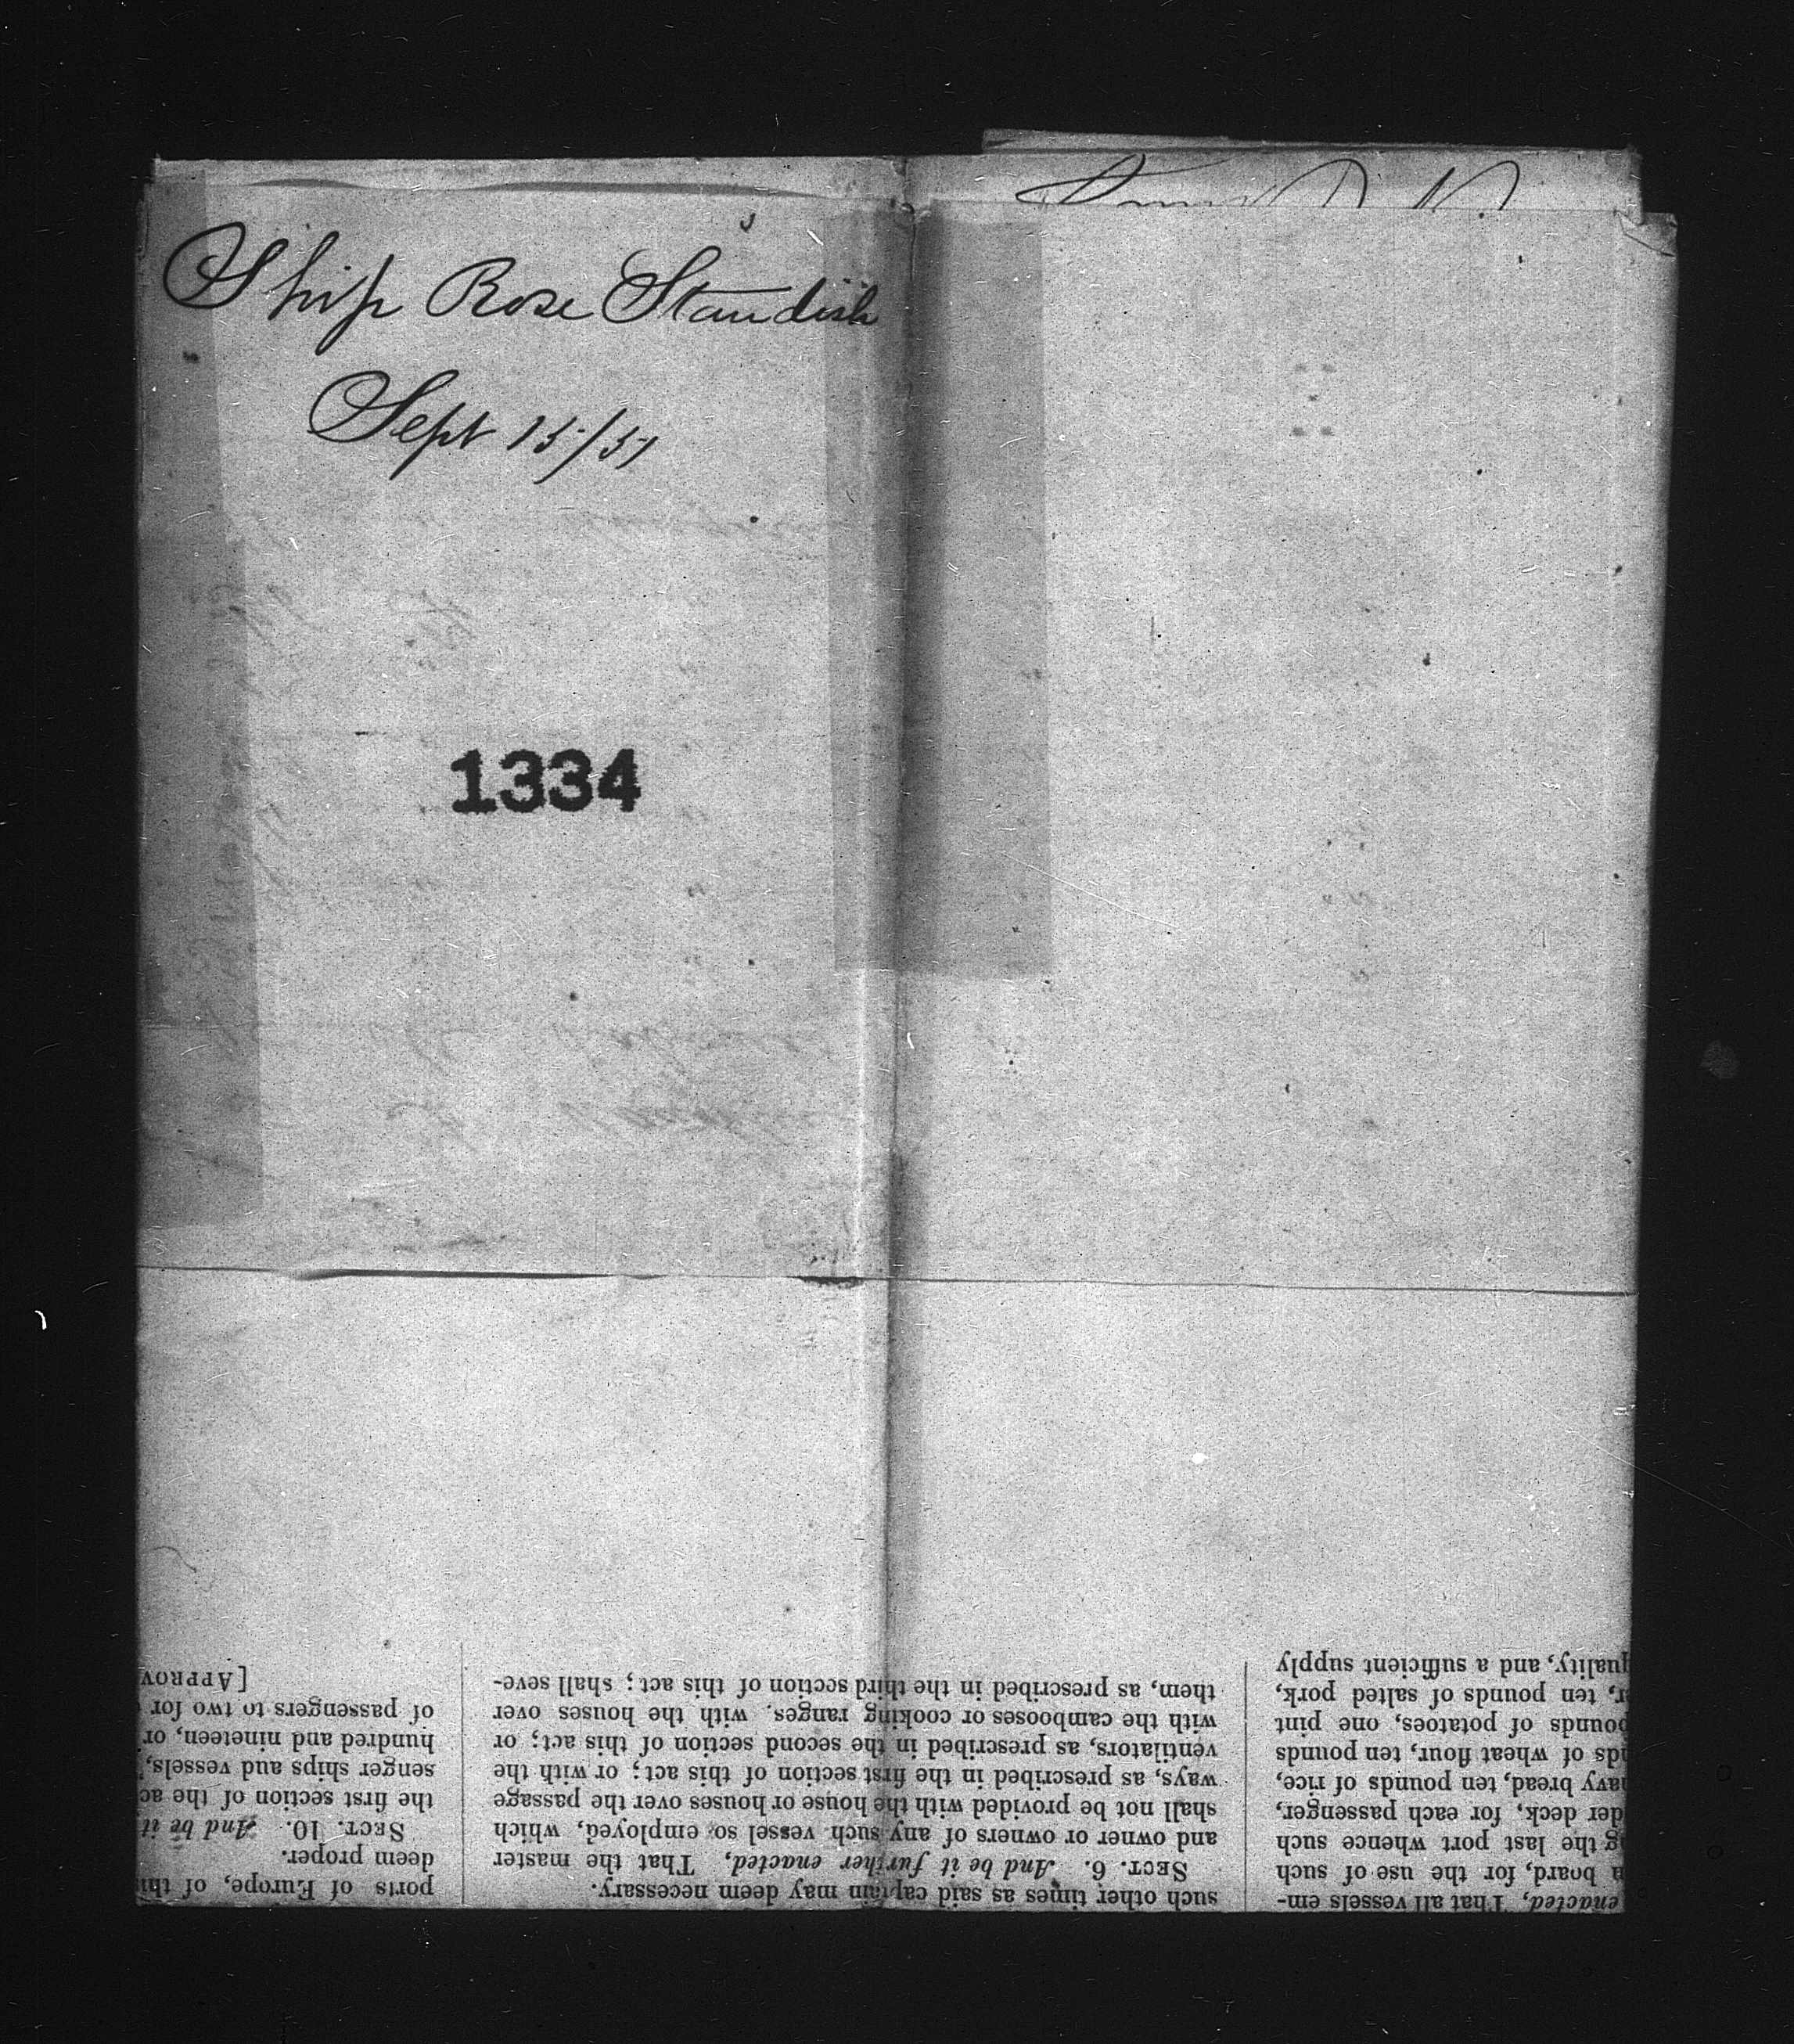 Ship Rose Standish
Sept 15/51
1334
enacted, That all vessels em-
board, for the use of such
the last port whence such
der deck, for each passenger,
navy bread, ten pounds of rice,
of wheat flour, ten pounds
pounds of potatoes, one pint
ten pounds of salted pork,
quality, and a sufficient supply
such other times as said captain may deem necessary.
SECT. 6. And be it further enacted, That the master
and owner or owners of any such vessel so employed, which
shall not be provided with the house or houses over the passage
ways, as prescribed in the first section of this act; or with the
ventilators, as prescribed in the second section of this act; or
with the cambooses or cooking ranges, with the houses over
them, as prescribed in the third section of this act; shall seve-
ports of Europe, of
deem proper.
SECT. 10. And be it
the first section of the
senger ships and vessels,
hundred and nineteen, or
of passengers to two for
[APPROV